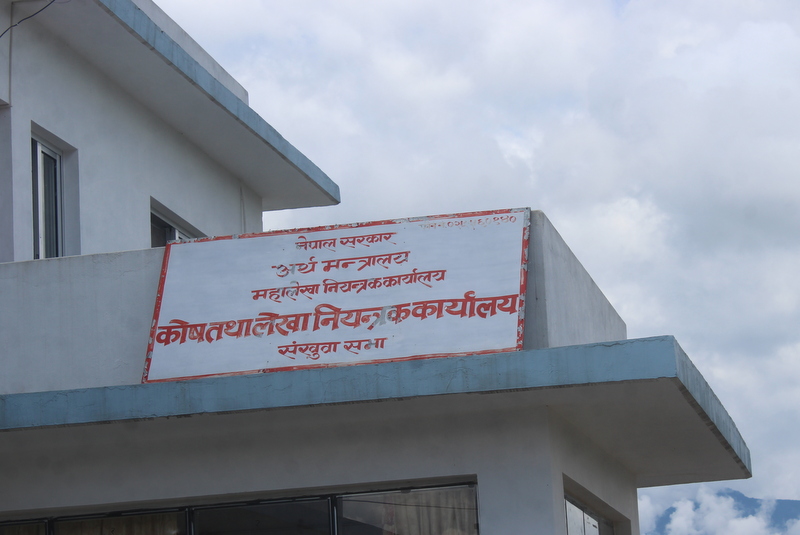 नेपाल सरकार
अर्थ मन्त्रालय
महालेखा नियन्त्रक कार्यालय
कोष तथा लेखा नियन्त्रक कार्यालय
संखुवा सभा